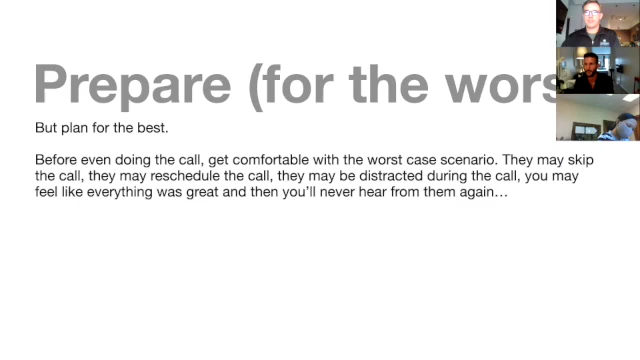 Prepare (for the wors
But plan for the best.
Before even doing the call, get comfortable with the worst case scenario. They may skip
the call, they may reschedule the call, they may be distracted during the call, you may
feel like everything was great and then you’ll never hear from them again…